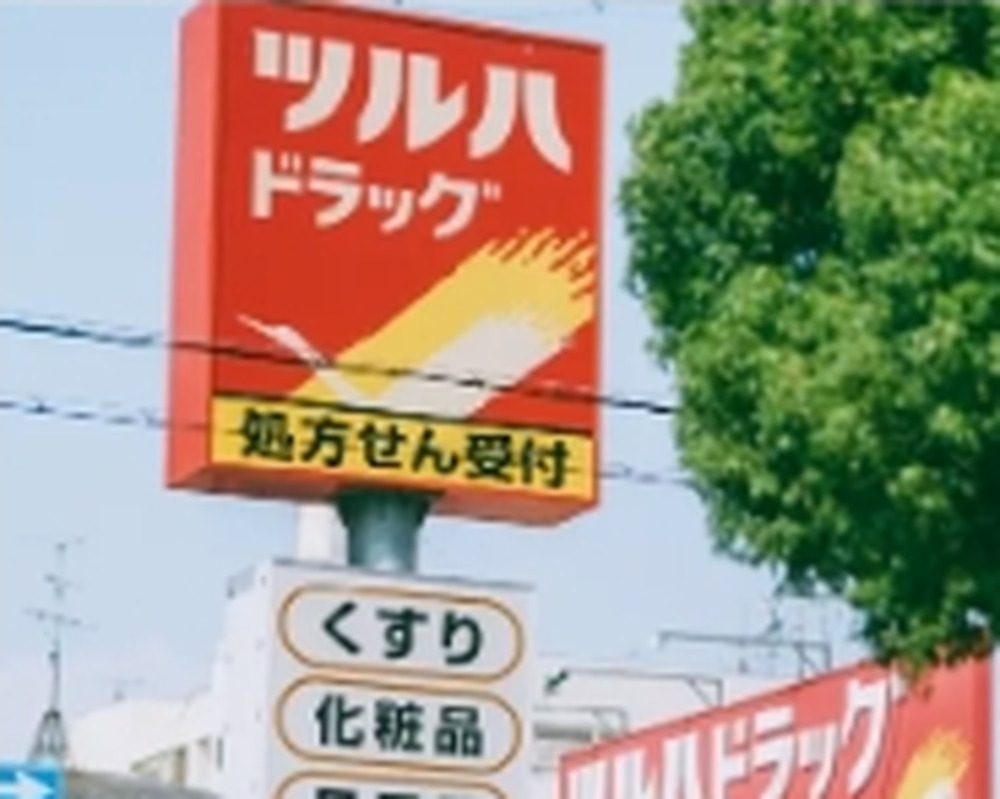 ツルハ
ドラッグ
処方せん受付
くすり
化粧品
ツルハドラッグ